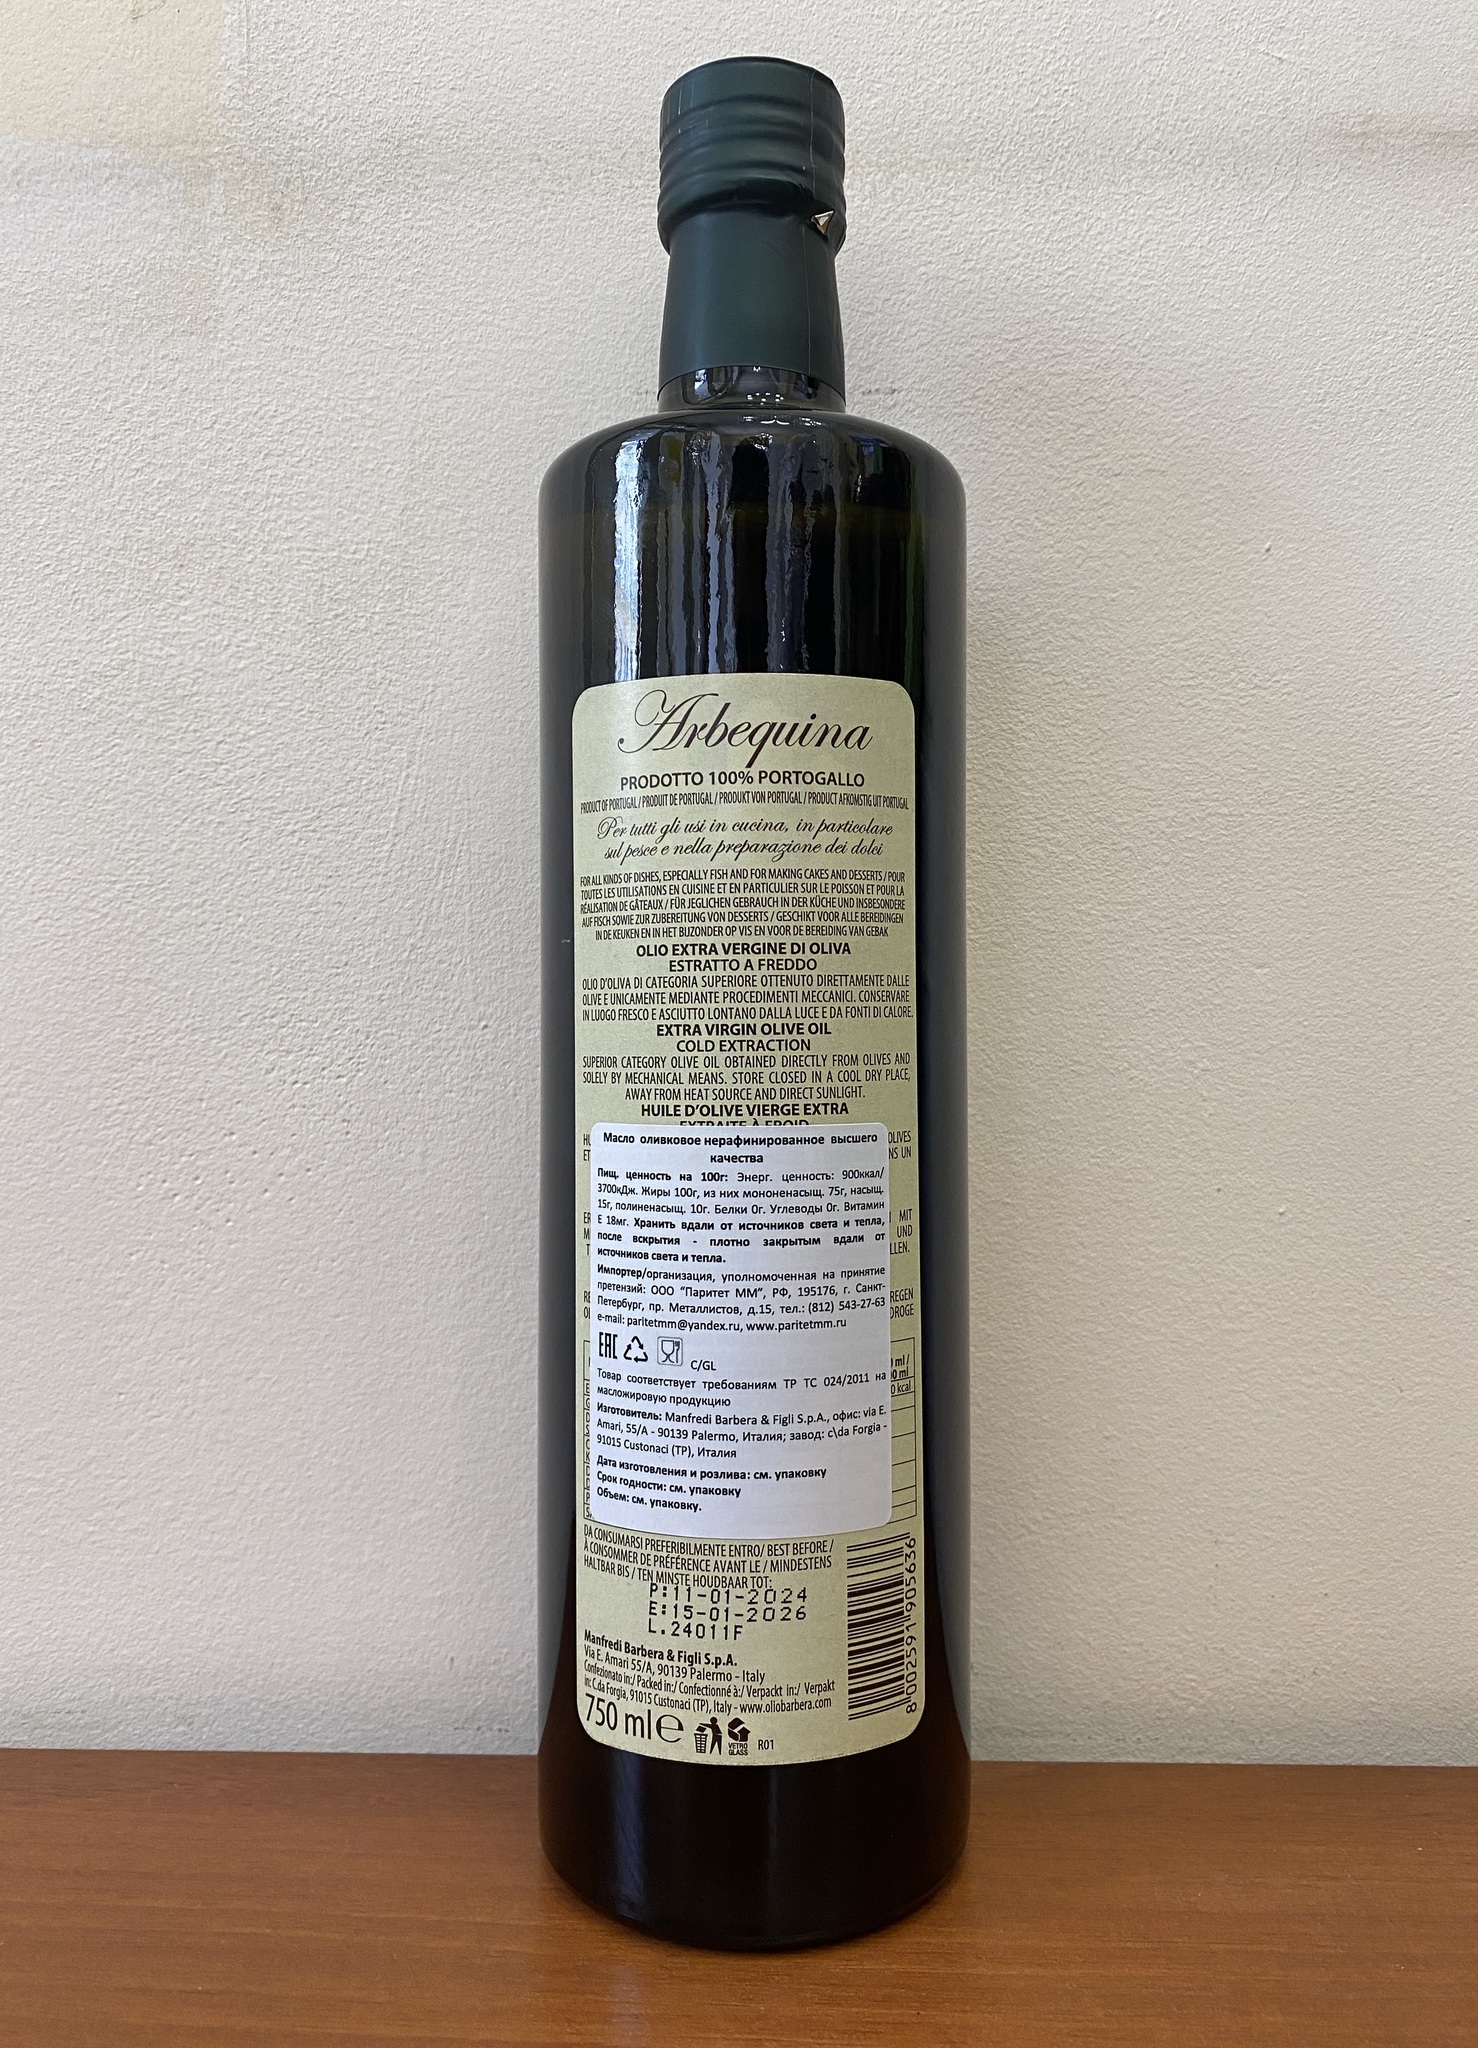 Arbequina
PRODOTTO 100% PORTOGALLO
PRODUCT OF PORTUGAL / PRODUIT DE PORTUGAL / PRODUKT VON PORTUGAL / PRODUCT AFKOMSTIG UIT PORTUGAL
Per tutti gli usi in cucina, in particolare
sul pesce e nella preparazione dei dolci
FOR ALL KINDS OF DISHES, ESPECIALLY FISH AND FOR MAKING CAKES AND DESSERTS / POUR
TOUTES LES UTILISATIONS EN CUISINE ET EN PARTICULIER SUR LE POISSON ET POUR LA
RÉALISATION DE GÂTEAUX / FÜR JEGLICHEN GEBRAUCH IN DER KÜCHE UND INSBESONDERE
AUF FISCH SOWIE ZUR ZUBEREITUNG VON DESSERTS / GESCHIKT VOOR ALLE BEREIDINGEN
IN DE KEUKEN EN IN HET BIJZONDER OP VIS EN VOOR DE BEREIDING VAN GEBAK
OLIO EXTRA VERGINE DI OLIVA
ESTRATTO A FREDDO
OLIO D'OLIVA DI CATEGORIA SUPERIORE OTTENUTO DIRETTAMENTE DALLE
OLIVE E UNICAMENTE MEDIANTE PROCEDIMENTI MECCANICI. CONSERVARE
IN LUOGO FRESCO E ASCIUTTO LONTANO DALLA LUCE E DA FONTI DI CALORE.
EXTRA VIRGIN OLIVE OIL
COLD EXTRACTION
SUPERIOR CATEGORY OLIVE OIL OBTAINED DIRECTLY FROM OLIVES AND
SOLELY BY MECHANICAL MEANS. STORE CLOSED IN A COOL DRY PLACE,
AWAY FROM HEAT SOURCE AND DIRECT SUNLIGHT.
HUILE D'OLIVE VIERGE EXTRA
EXTRAITE À FROID
OLIVES
UN
MIT
UND
Масло оливковое нерафинированное высшего
качества
Пищ. ценность на 100г: Энерг. ценность: 900ккал/
3700кДж. Жиры 100г, из них мононенасыщ. 75г, насыщ.
15г, полиненасыщ. 10г. Белки 0г. Углеводы 0г. Витамин
Е 18мг. Хранить вдали от источников света и тепла,
после вскрытия - плотно закрытым вдали от
источников света и тепла.
Импортер/организация, уполномоченная на принятие
претензий: ООО "Паритет ММ", РФ, 195176, г. Санкт-
Петербург, пр. Металлистов, д.15, тел.: (812) 543-27-63
e-mail: paritetmm@yandex.ru, www.paritetmm.ru
EAC
C/GL
Товар соответствует требованиям ТР ТС 024/2011 на
масложировую продукцию
Изготовитель: Manfredi Barbera & Figli S.p.A., офис: via E.
Amari, 55/A - 90139 Palermo, Италия; завод: c\da Forgia -
91015 Custonaci (TP), Италия
Дата изготовления и розлива: см. упаковку
Срок годности: см. упаковку
Объем: см. упаковку.
ml /
ml
kcal
DA CONSUMARSI PREFERIBILMENTE ENTRO/ BEST BEFORE /
À CONSOMMER DE PRÉFÉRENCE AVANT LE / MINDESTENS
HALTBAR BIS / TEN MINSTE HOUDBAAR TOT:
P:11-01-2024
E:15-01-2026
L.24011F
Manfredi Barbera & Figli S.p.A.
Via E. Amari 55/A, 90139 Palermo - Italy
Confezionato in:/ Packed in:/ Confectionné à:/ Verpackt in:/ Verpakt
in: C.da Forgia, 91015 Custonaci (TP), Italy - www.oliobarbera.com
750 ml e
VETRO
GLASS
R01
8 002591 905636